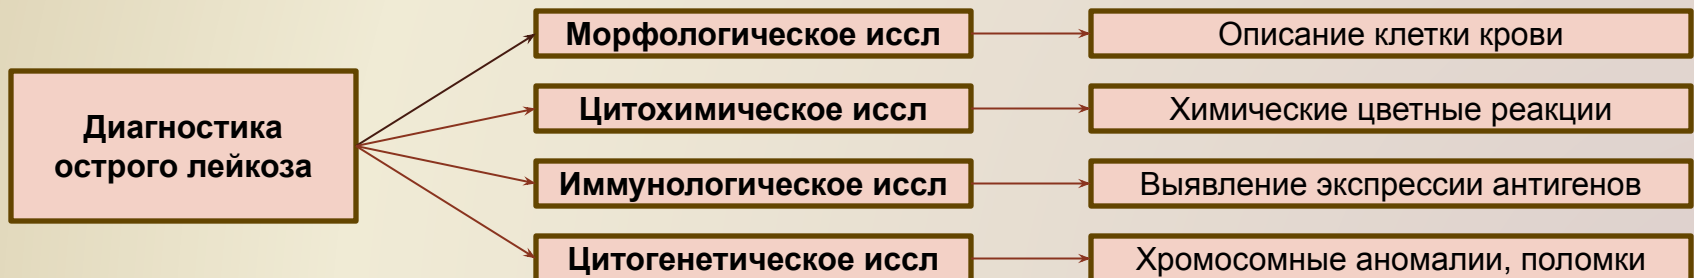 Диагностика
острого лейкоза
Морфологическое иссл
Описание клетки крови
Цитохимическое иссл
Химические цветные реакции
Иммунологическое иссл
Выявление экспрессии антигенов
Цитогенетическое иссл
Хромосомные аномалии, поломки